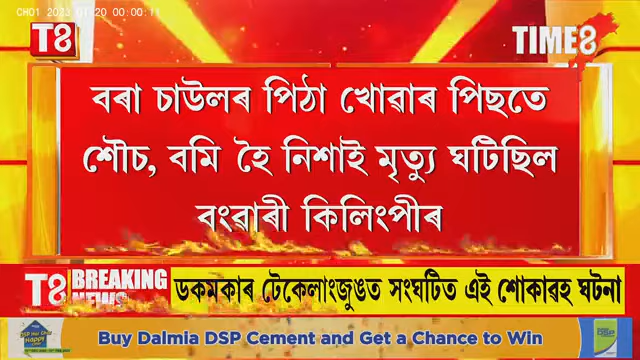 CH01 2023 01-20 00:00:11
T8
TIME8
বৰা চাউলৰ পিঠা খোৱাৰ পিছতে
শৌচ, বমি হৈ নিশাই মৃত্যু ঘটিছিল
বংৱাৰী কিলিংপীৰ
T8 BREAKING NEWS
ডকমকাৰ টেকেলাংজুঙত সংঘটিত এই শোকাৱহ ঘটনা
Buy Dalmia DSP Cement and Get a Chance to Win